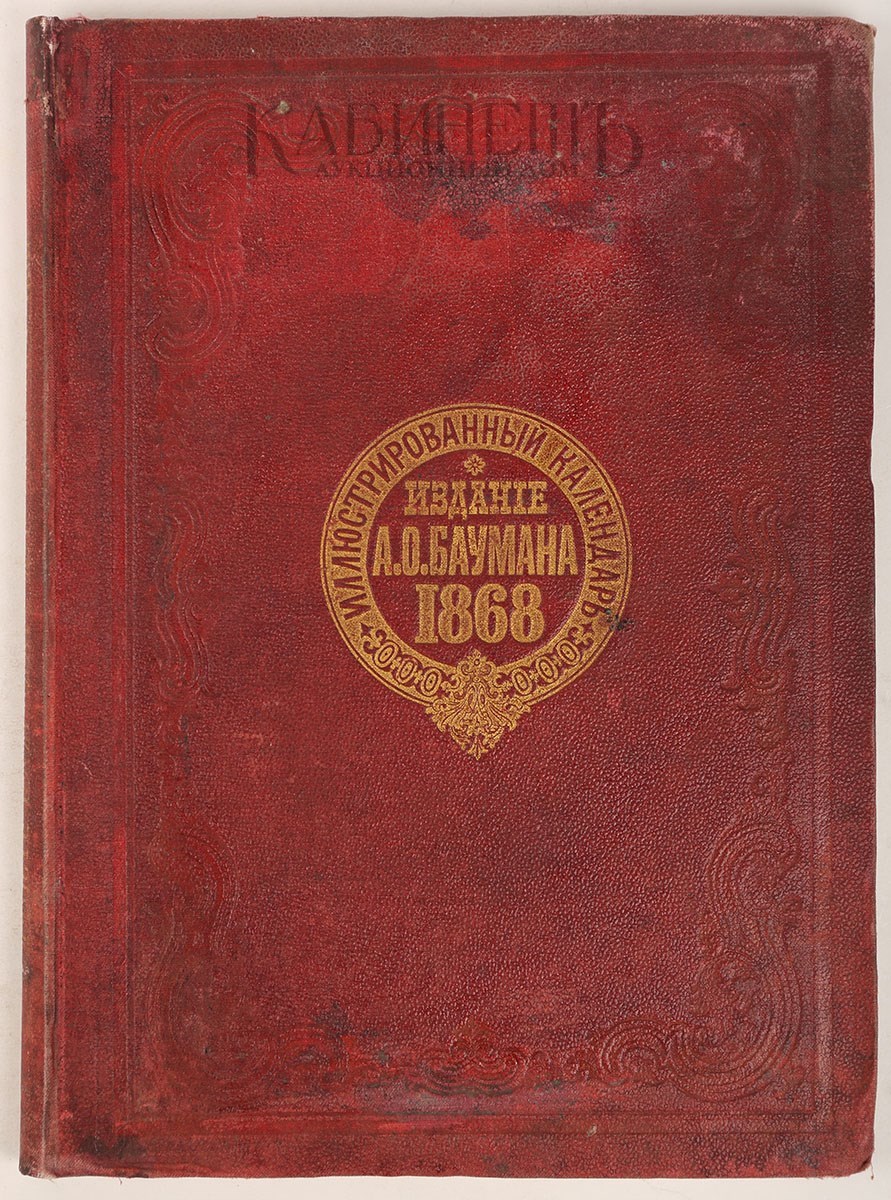 КАБИНЕТЪ
АУКЦИОННЫЙ ДОМ
ИЛЛЮСТРИРОВАННЫЙ КАЛЕНДАРЬ
ИЗДАНІЕ
А.О.БАУМАНА
1868